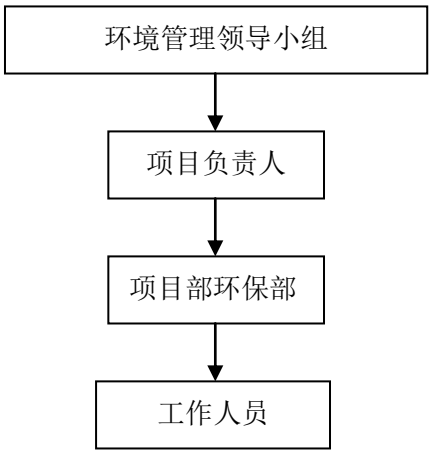 环境管理领导小组
项目负责人
项目部环保部
工作人员